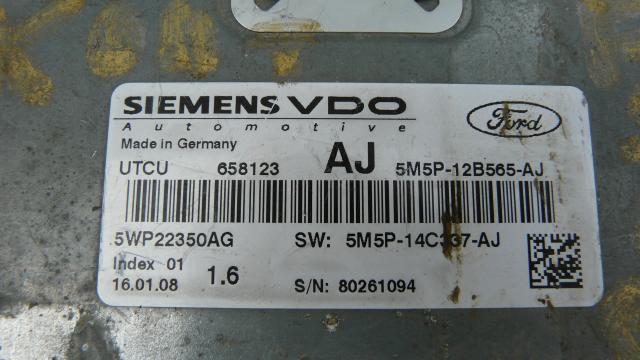 SIEMENS VDO
Automotive
Ford
Made in Germany
UTCU 658123 AJ 5M5P-12B565-AJ
5WP22350AG SW: 5M5P-14C337-AJ
Index 01
16.01.08 1.6 S/N: 80261094